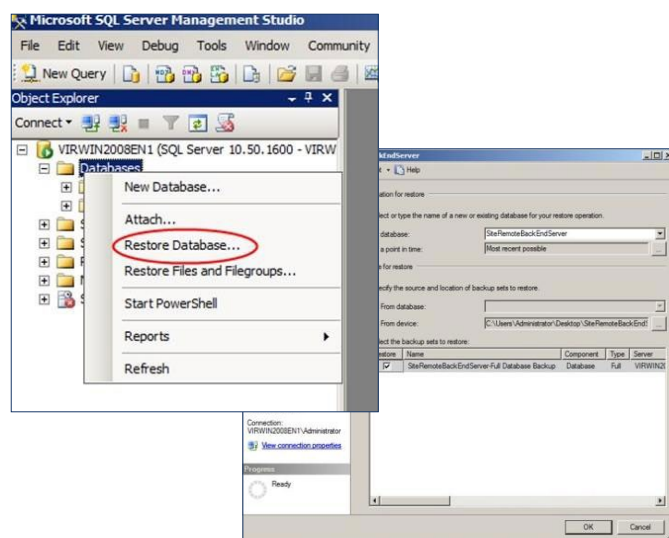 Microsoft SQL Server Management Studio
File Edit View Debug Tools Window Community
New Query
Object Explorer
Connect
VIRWIN2008EN1 (SQL Server 10.50.1600 - VIRW
Databases
New Database...
Attach...
Restore Database...
Restore Files and Filegroups...
Start PowerShell
Reports
Refresh
kEndServer
Help
ation for restore
lect or type the name of a new or existing database for your restore operation.
database: SiteRemoteBackEndServer
a point in time: Most recent possible
e for restore
ecify the source and location of backup sets to restore.
From database:
From device: C:\Users\Administrator\Desktop\SiteRemoteBackEndS ...
lect the backup sets to restore:
estore Name Component Type Server
SiteRemoteBackEndServer-Full Database Backup Database Full VIRWIN20
Connection:
VIRWIN2008EN1\Administrator
View connection properties
Progress
Ready
OK Cancel